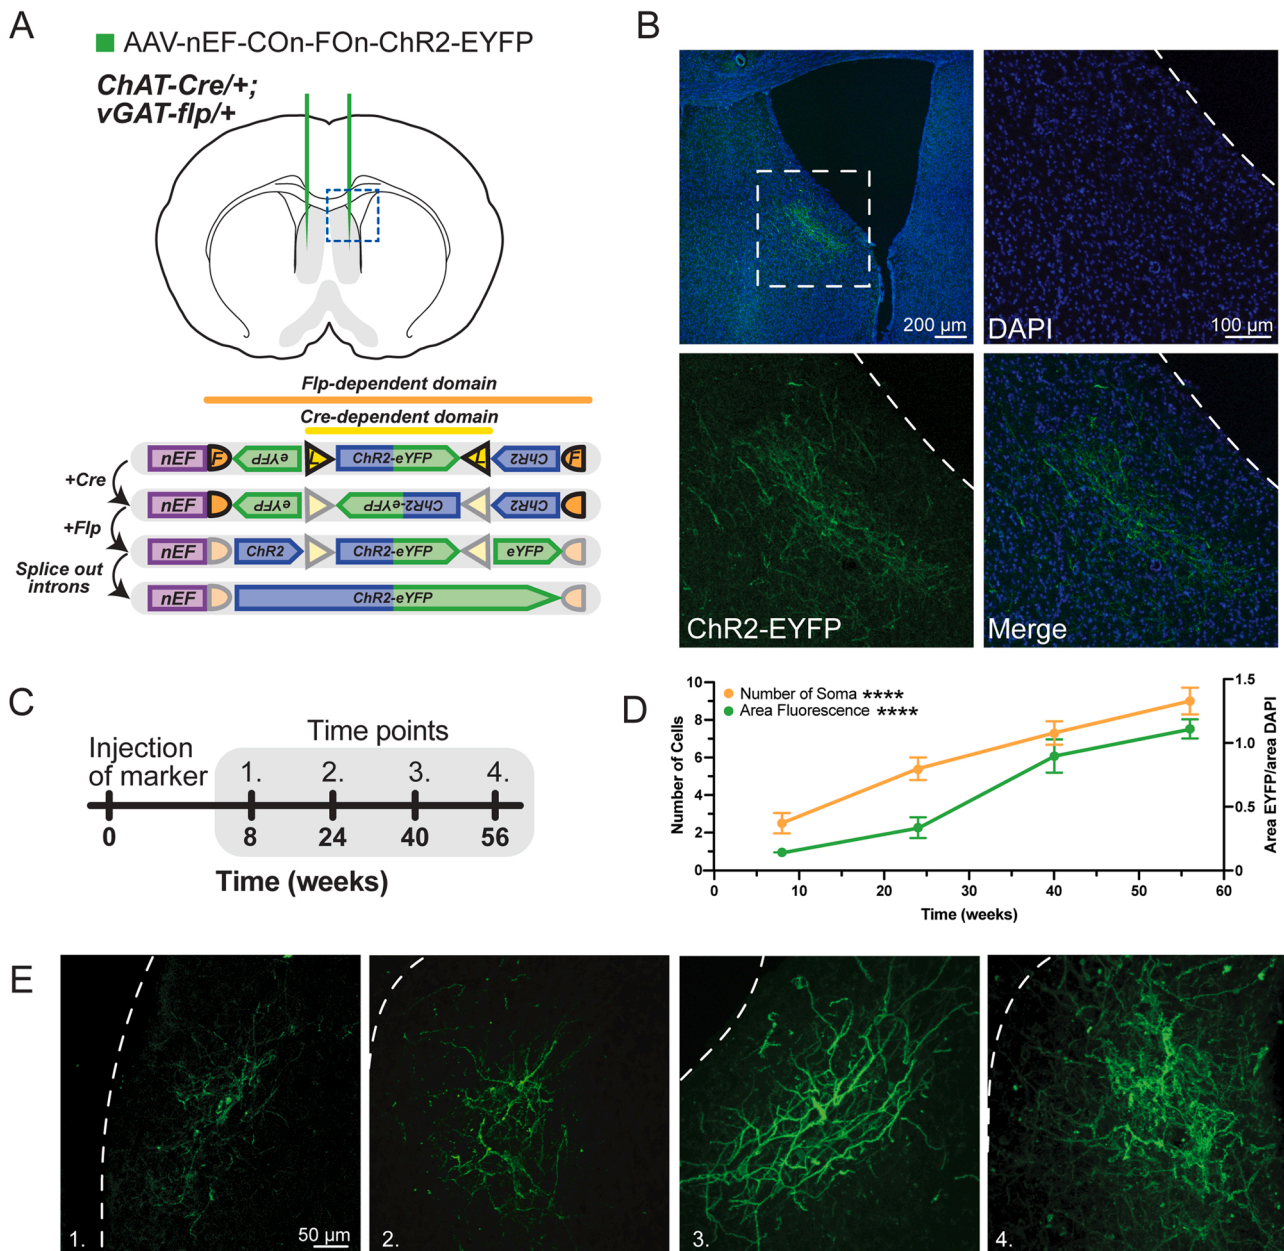 A
AAV-nEF-COn-FOn-ChR2-EYFP
ChAT-Cre/+;
vGAT-flp/+
Flp-dependent domain
Cre-dependent domain
nEF F eYFP L ChR2-eYFP L ChR2 F
+Cre
nEF eYFP ChR2-eYFP ChR2
+Flp
nEF ChR2 ChR2-eYFP eYFP
Splice out
introns
nEF ChR2-eYFP
B
200 µm
DAPI
100 µm
ChR2-EYFP
Merge
C
Injection
of marker
Time points
1. 2. 3. 4.
0 8 24 40 56
Time (weeks)
D
Number of Soma ****
Area Fluorescence ****
Number of Cells
10
8
6
4
2
0
Area EYFP/area DAPI
1.5
1.0
0.5
0
0 10 20 30 40 50 60
Time (weeks)
E
1.
50 µm
2.
3.
4.